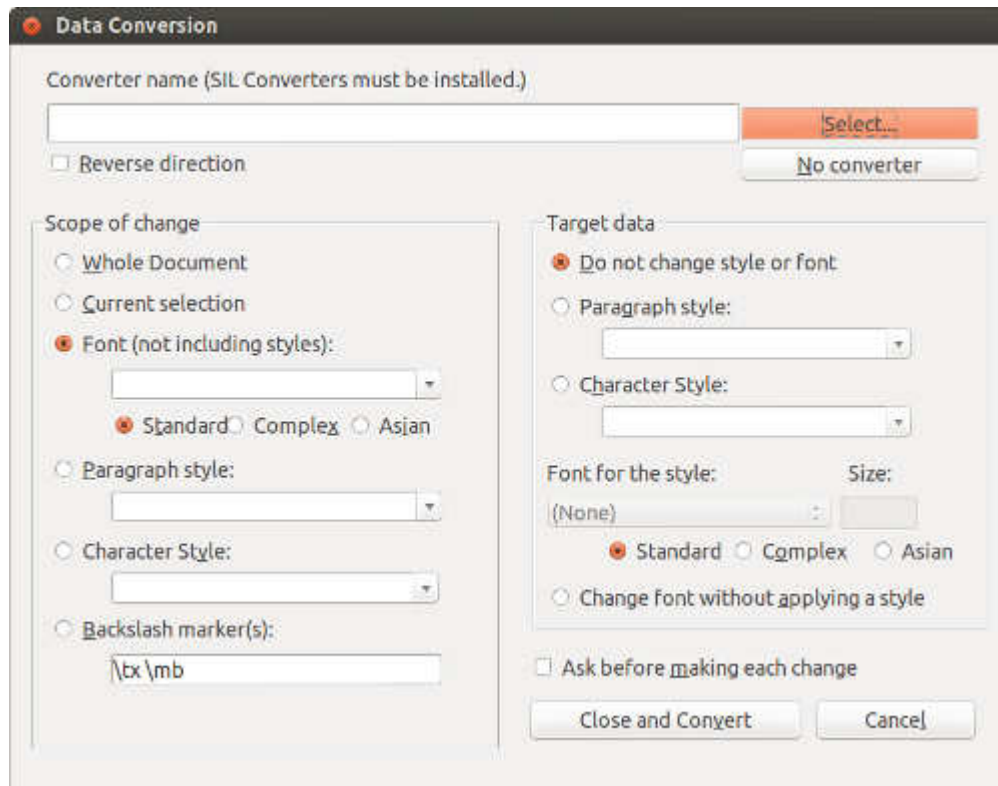 Data Conversion
Converter name (SIL Converters must be installed.)
Select...
Reverse direction
No converter
Scope of change
Whole Document
Current selection
Font (not including styles):
Standard Complex Asian
Paragraph style:
Character Style:
Backslash marker(s):
\tx \mb
Target data
Do not change style or font
Paragraph style:
Character Style:
Font for the style: Size:
(None)
Standard Complex Asian
Change font without applying a style
Ask before making each change
Close and Convert Cancel